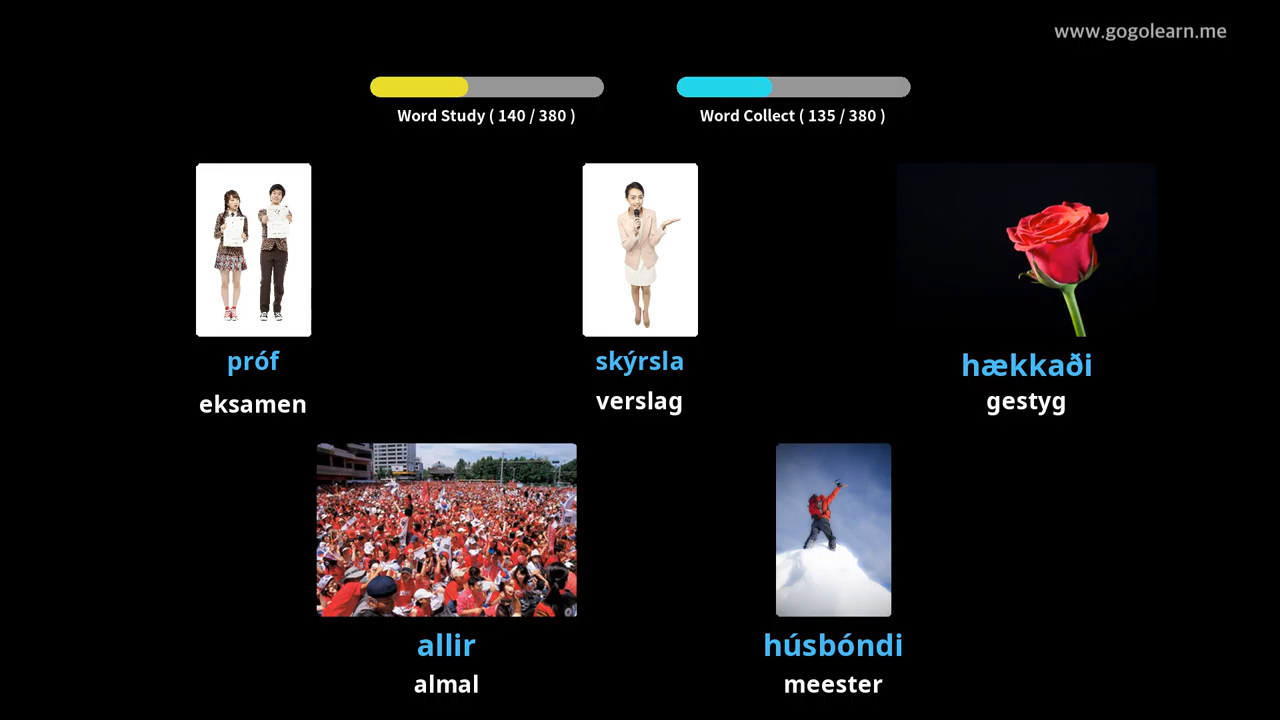 www.gogolearn.me
Word Study ( 140 / 380 )
Word Collect ( 135 / 380 )
próf
eksamen
skýrsla
verslag
hækkaði
gestyg
allir
almal
húsbóndi
meester